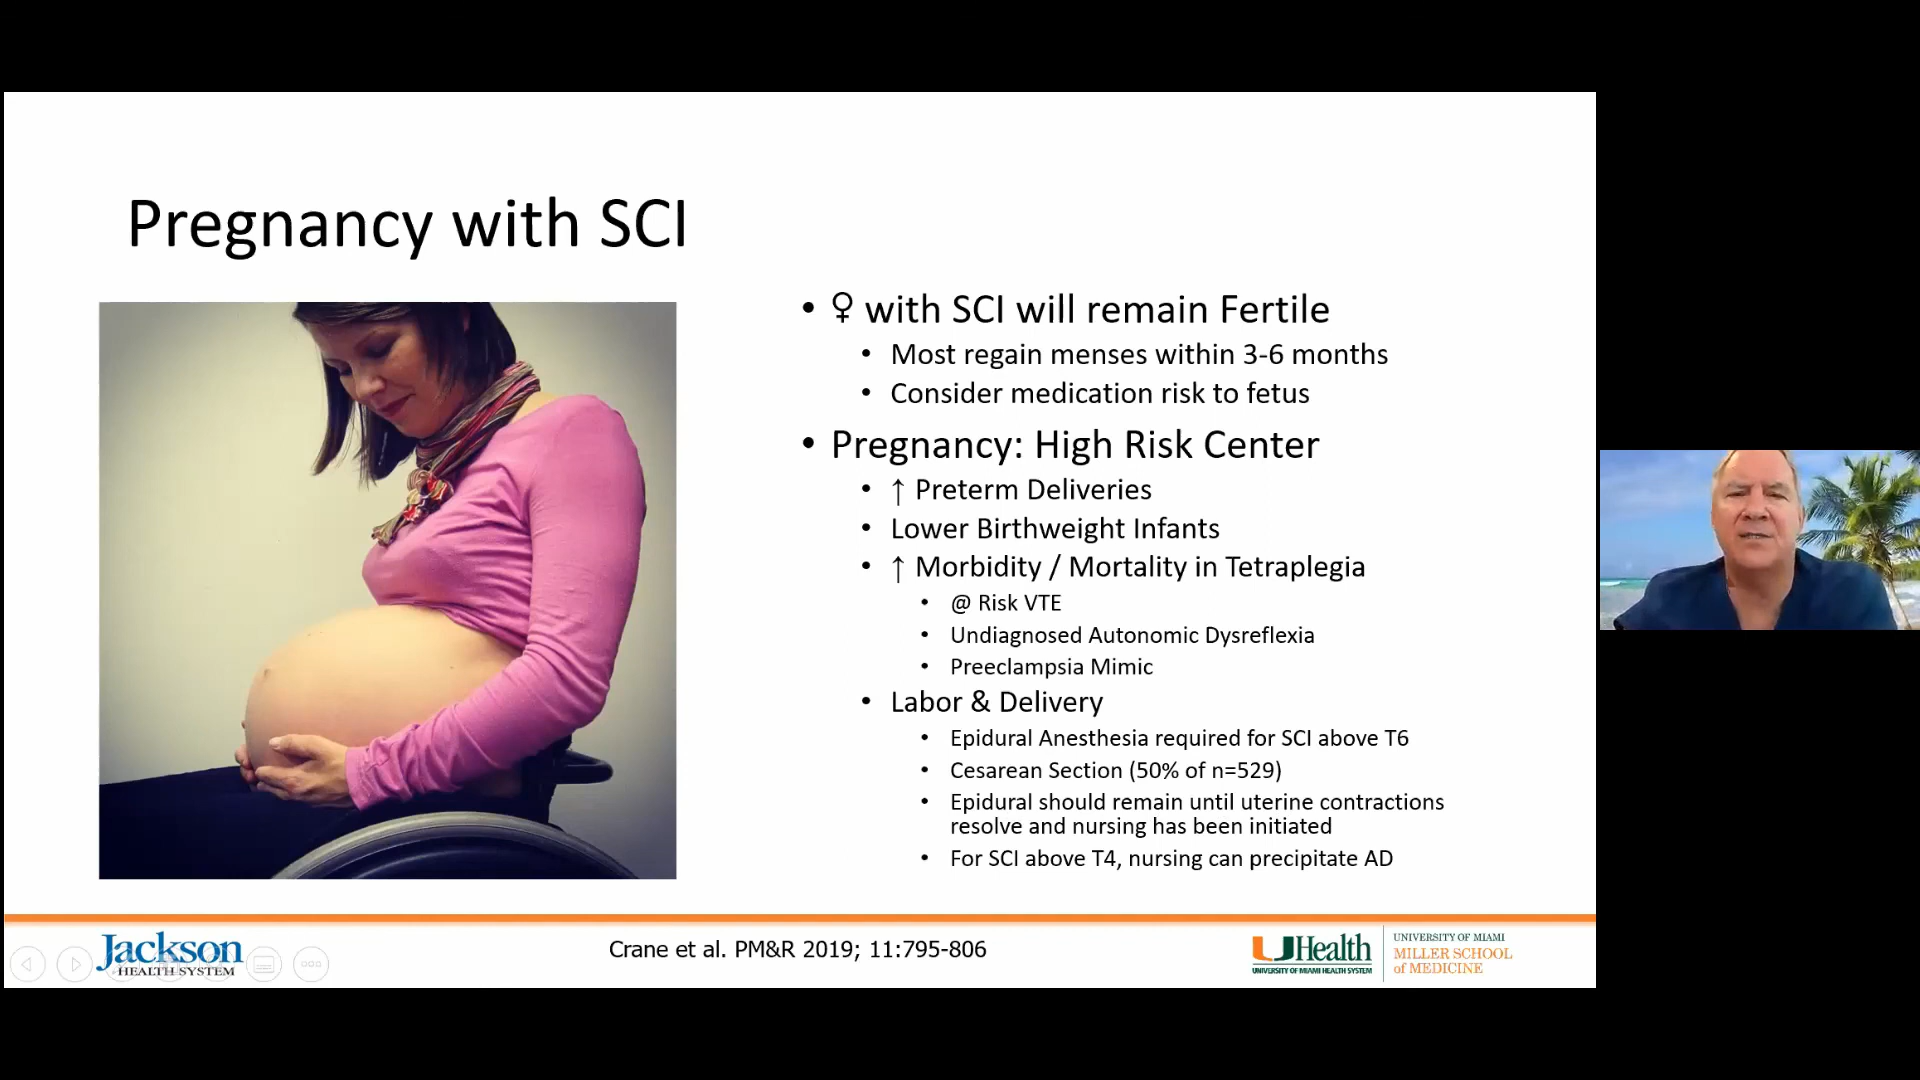 Pregnancy with SCI
• ♀ with SCI will remain Fertile
• Most regain menses within 3-6 months
• Consider medication risk to fetus
• Pregnancy: High Risk Center
• ↑ Preterm Deliveries
• Lower Birthweight Infants
• ↑ Morbidity / Mortality in Tetraplegia
• @ Risk VTE
• Undiagnosed Autonomic Dysreflexia
• Preeclampsia Mimic
• Labor & Delivery
• Epidural Anesthesia required for SCI above T6
• Cesarean Section (50% of n=529)
• Epidural should remain until uterine contractions
resolve and nursing has been initiated
• For SCI above T4, nursing can precipitate AD
Jackson
HEALTH SYSTEM
Crane et al. PM&R 2019; 11:795-806
UHealth
UNIVERSITY OF MIAMI HEALTH SYSTEM
UNIVERSITY OF MIAMI
MILLER SCHOOL
of MEDICINE